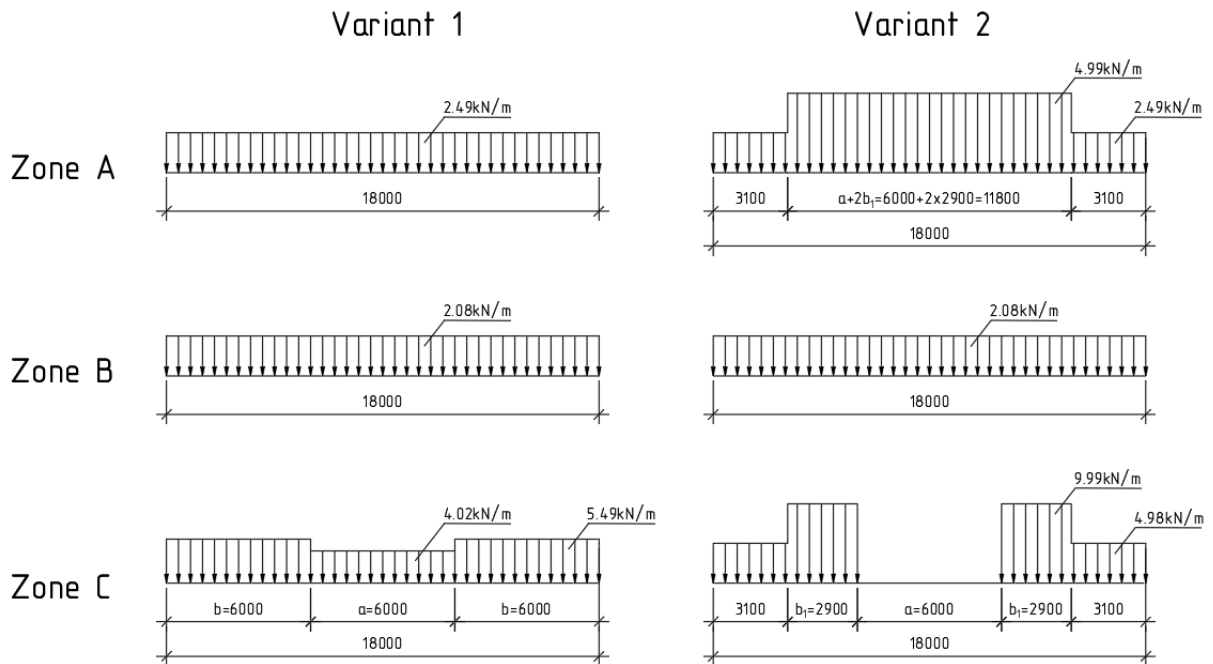 Variant 1
Variant 2
Zone A
2.49kN/m
18000
4.99kN/m
2.49kN/m
3100
a+2b₁=6000+2x2900=11800
3100
18000
Zone B
2.08kN/m
18000
2.08kN/m
18000
Zone C
4.02kN/m
5.49kN/m
b=6000
a=6000
b=6000
18000
9.99kN/m
4.98kN/m
3100
b₁=2900
a=6000
b₁=2900
3100
18000